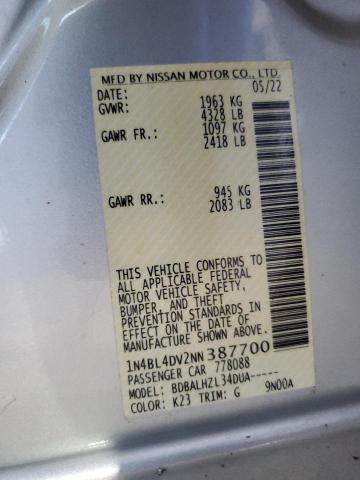 MFD BY NISSAN MOTOR CO., LTD.
DATE: 05/22
GVWR: 1963 KG
4328 LB
GAWR FR.: 1097 KG
2418 LB
GAWR RR.: 945 KG
2083 LB
THIS VEHICLE CONFORMS TO
ALL APPLICABLE FEDERAL
MOTOR VEHICLE SAFETY,
BUMPER, AND THEFT
PREVENTION STANDARDS IN
EFFECT ON THE DATE OF
MANUFACTURE SHOWN ABOVE.
1N4BL4DV2NN387700
PASSENGER CAR 778088
MODEL: BDBALHZL34DUA-----
COLOR: K23 TRIM: G 9N00A